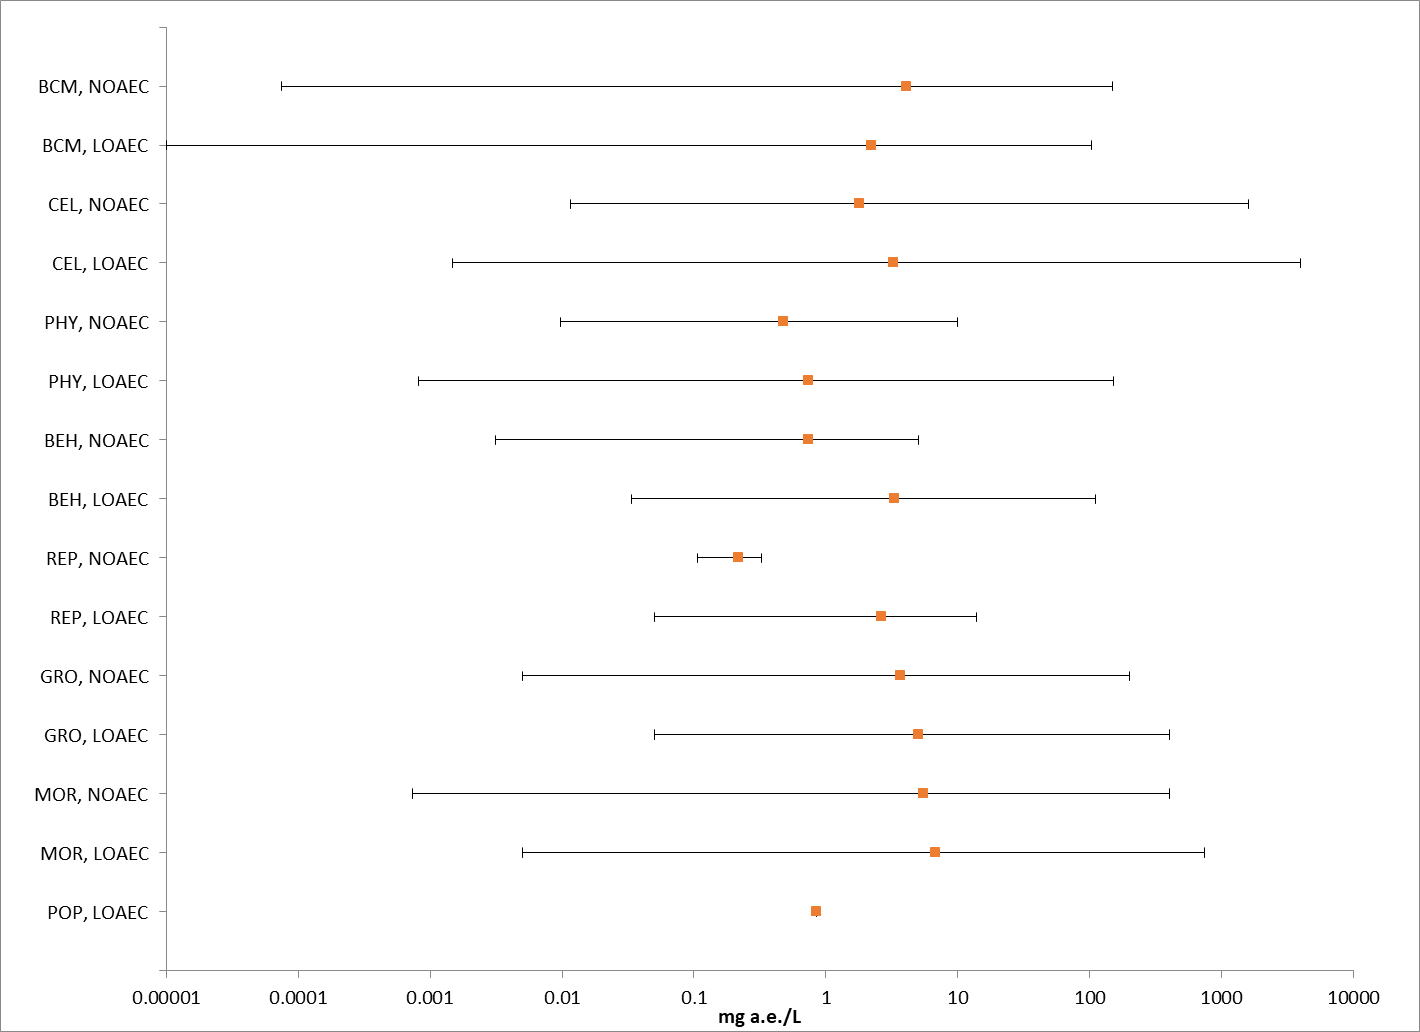 BCM, NOAEC
BCM, LOAEC
CEL, NOAEC
CEL, LOAEC
PHY, NOAEC
PHY, LOAEC
BEH, NOAEC
BEH, LOAEC
REP, NOAEC
REP, LOAEC
GRO, NOAEC
GRO, LOAEC
MOR, NOAEC
MOR, LOAEC
POP, LOAEC
0.00001 0.0001 0.001 0.01 0.1 1 10 100 1000 10000
mg a.e./L